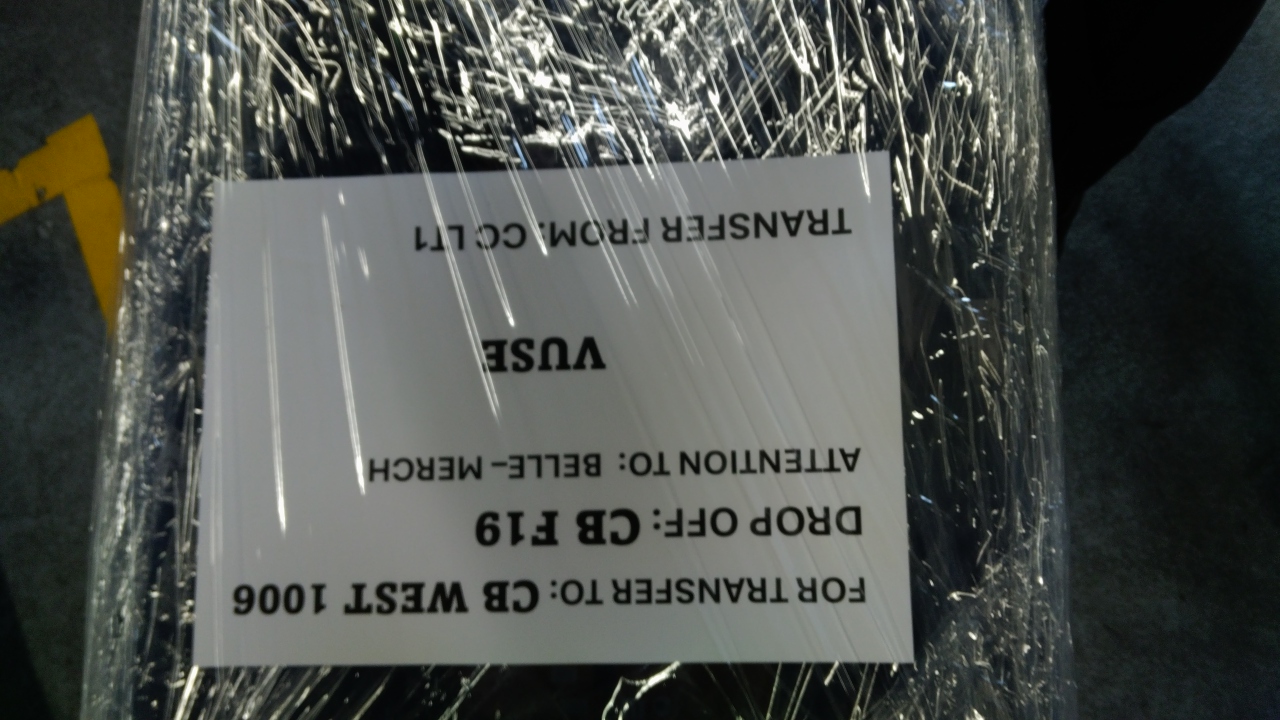 FOR TRANSFER TO: CB WEST 1006
DROP OFF: CB F19
ATTENTION TO: BELLE-MERCH
VUSE
TRANSFER FROM: CC LT1